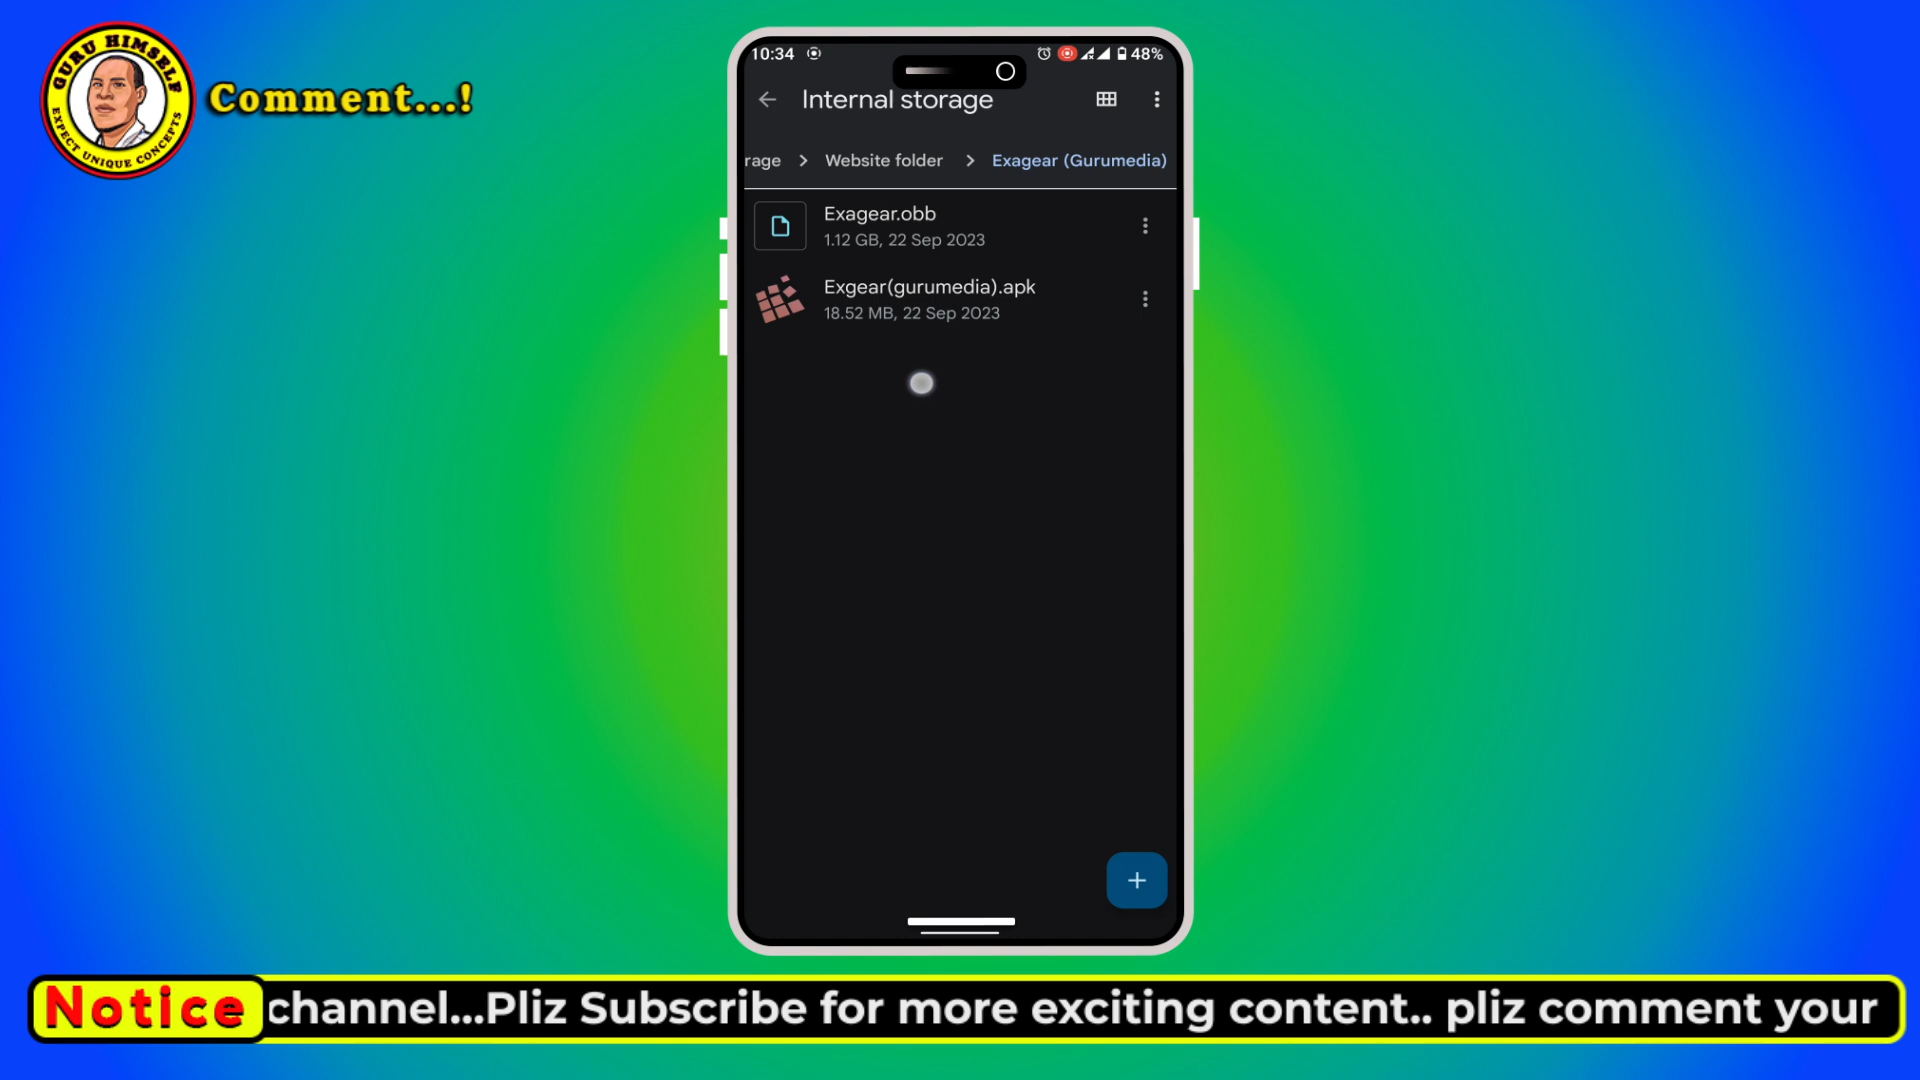 GURU HIMSELF
EXPECT UNIQUE CONCEPTS
Comment...!
10:34
48%
Internal storage
rage > Website folder > Exagear (Gurumedia)
Exagear.obb
1.12 GB, 22 Sep 2023
Exgear(gurumedia).apk
18.52 MB, 22 Sep 2023
Notice channel...Pliz Subscribe for more exciting content.. pliz comment your